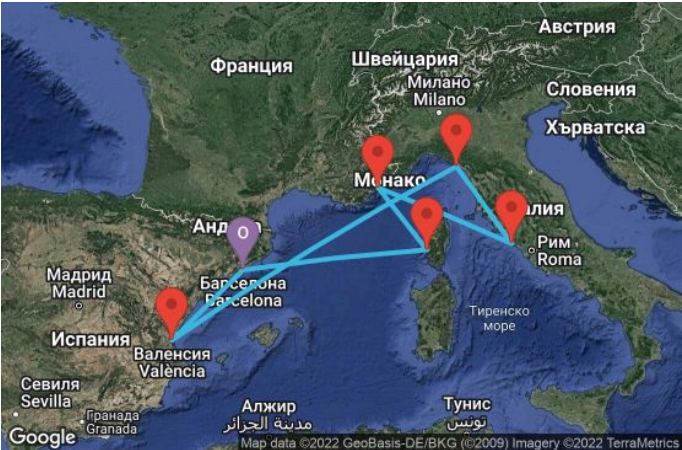 Австрия
Швейцария
Франция
Милано
Milano
Словения
Хърватска
Монако
Анд
а
алия
О
Рим
Roma
Мадрид
Madrid
Барселона
Barcelona
Тиренско
море
Испания
Валенсия
València
Севиля
Sevilla
Гранада
Granada
Алжир
مدينة الجزائر
Тунис
تونس
Google
Map data ©2022 GeoBasis-DE/BKG (©2009) Imagery ©2022 TerraMetrics